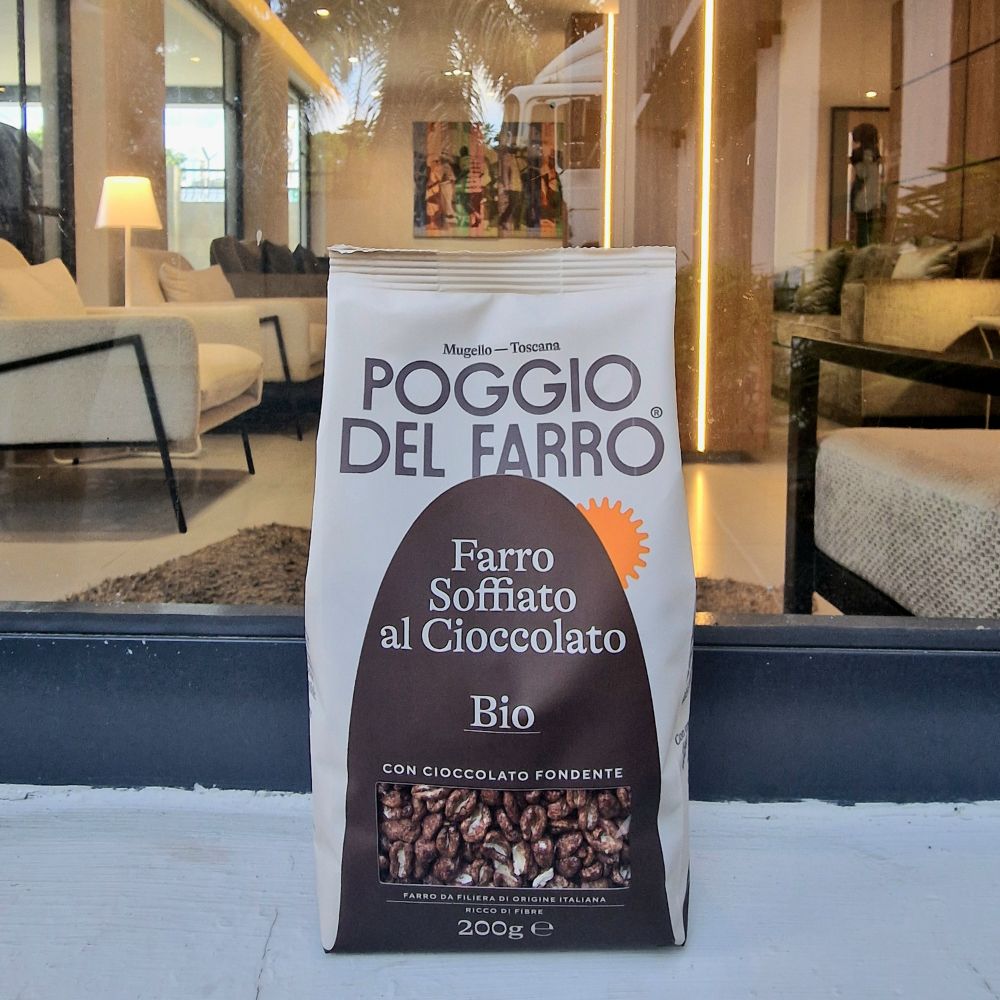 Mugello — Toscana
POGGIO
DEL FARRO®
Farro
Soffiato
al Cioccolato
Bio
CON CIOCCOLATO FONDENTE
FARRO DA FILIERA DI ORIGINE ITALIANA
RICCO DI FIBRE
200g ℮